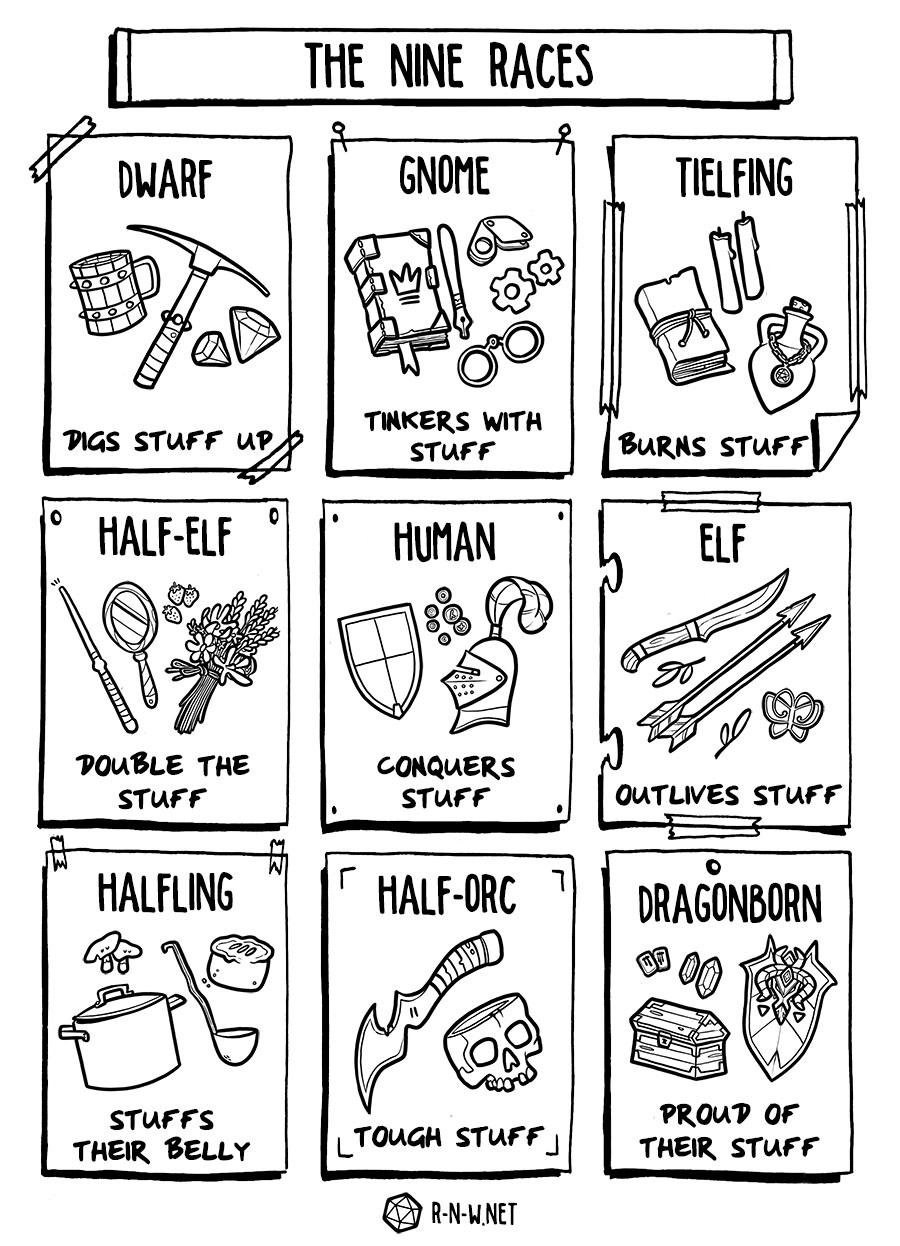 THE NINE RACES
DWARF
DIGS STUFF UP
GNOME
TINKERS WITH
STUFF
TIELFING
BURNS STUFF
HALF-ELF
DOUBLE THE
STUFF
HUMAN
CONQUERS
STUFF
ELF
OUTLIVES STUFF
HALFLING
STUFFS
THEIR BELLY
HALF-ORC
TOUGH STUFF
DRAGONBORN
PROUD OF
THEIR STUFF
R-N-W.NET